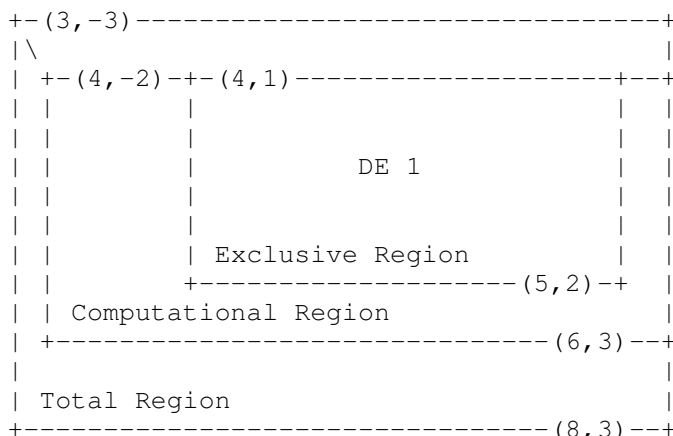 (3,-3)
(4,-2) (4,1)
DE 1
Exclusive Region
(5,2)
Computational Region
(6,3)
Total Region
(8,3)